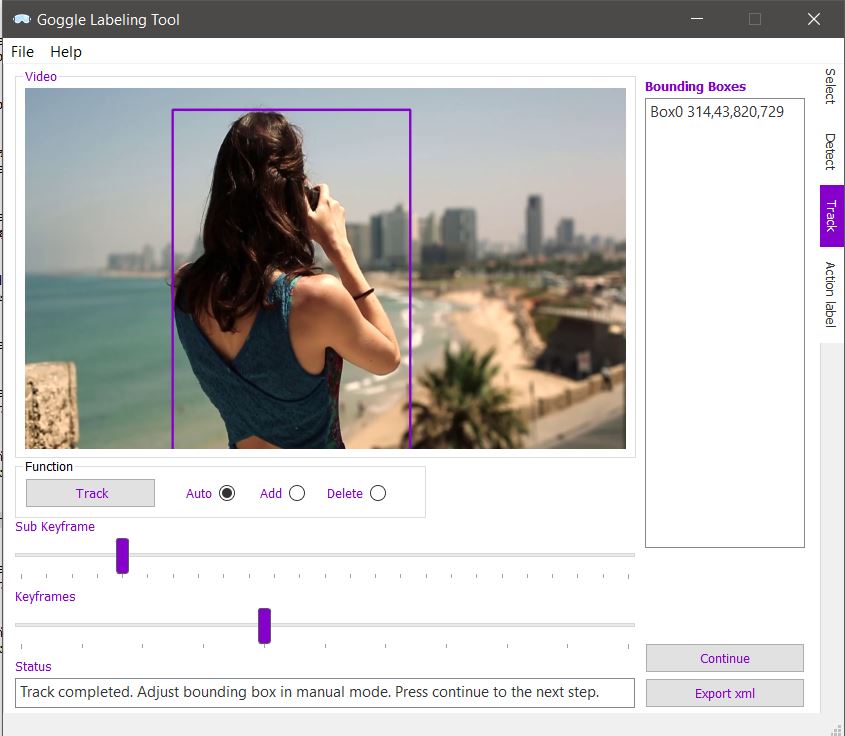 Goggle Labeling Tool
File Help
Video
Bounding Boxes
Box0 314,43,820,729
Select
Detect
Track
Action label
Function
Track Auto Add Delete
Sub Keyframe
Keyframes
Status
Track completed. Adjust bounding box in manual mode. Press continue to the next step.
Continue
Export xml